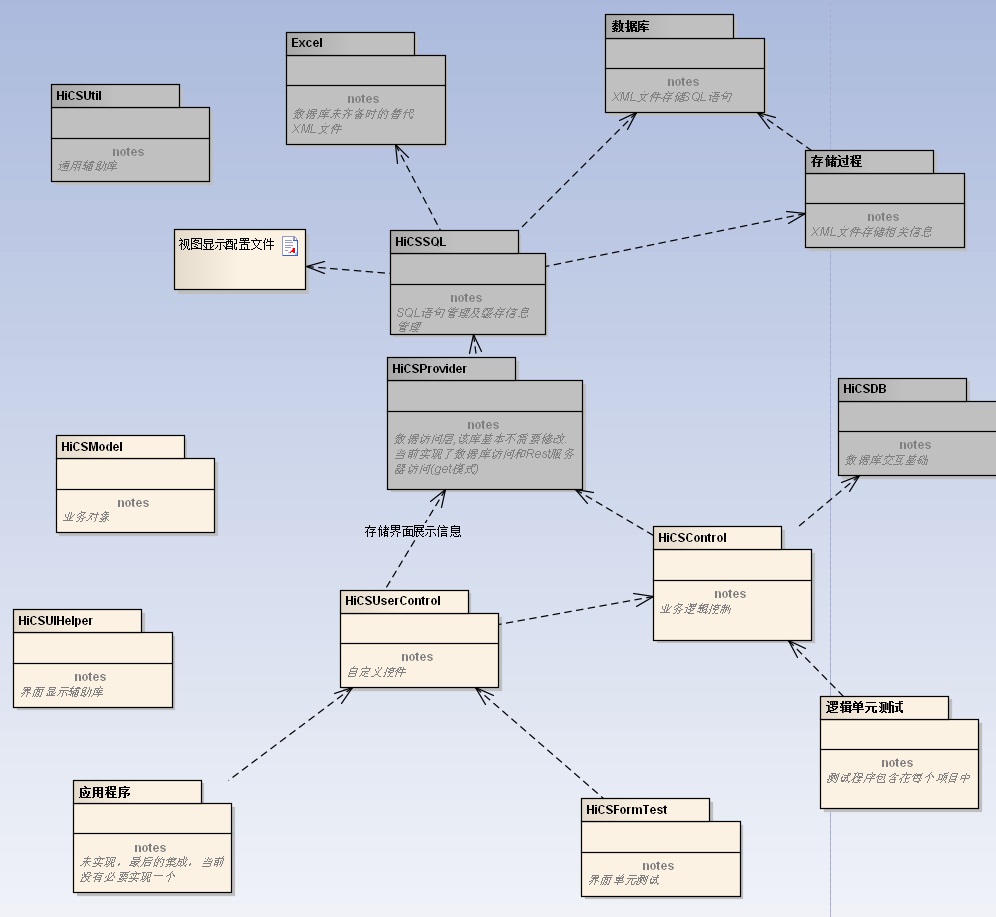 数据库
notes
XML文件存储SQL语句
Excel
notes
数据库未齐备时的替代
XML文件
HiCSUtil
notes
通用辅助库
存储过程
notes
XML文件存储相关信息
视图显示配置文件
HiCSSQL
notes
SQL语句管理及缓存信息
管理
HiCSProvider
notes
数据访问层,该库基本不需要修改.
当前实现了数据库访问和Rest服务
器访问(get模式)
HiCSDB
notes
数据库交互基础
HiCSModel
notes
业务对象
存储界面展示信息
HiCSControl
notes
业务逻辑控制
HiCSUserControl
notes
自定义控件
HiCSUIHelper
notes
界面显示辅助库
逻辑单元测试
notes
测试程序包含在每个项目中
应用程序
notes
未实现，最后的集成，当前
没有必要实现一个
HiCSFormTest
notes
界面单元测试